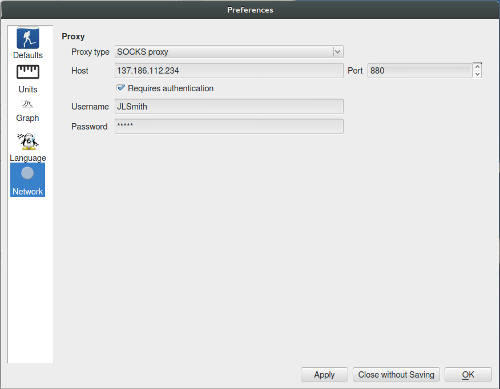 Preferences
Defaults
Units
Graph
Language
Network
Proxy
Proxy type SOCKS proxy
Host 137.186.112.234 Port 880
Requires authentication
Username JLSmith
Password *****
Apply Close without Saving OK